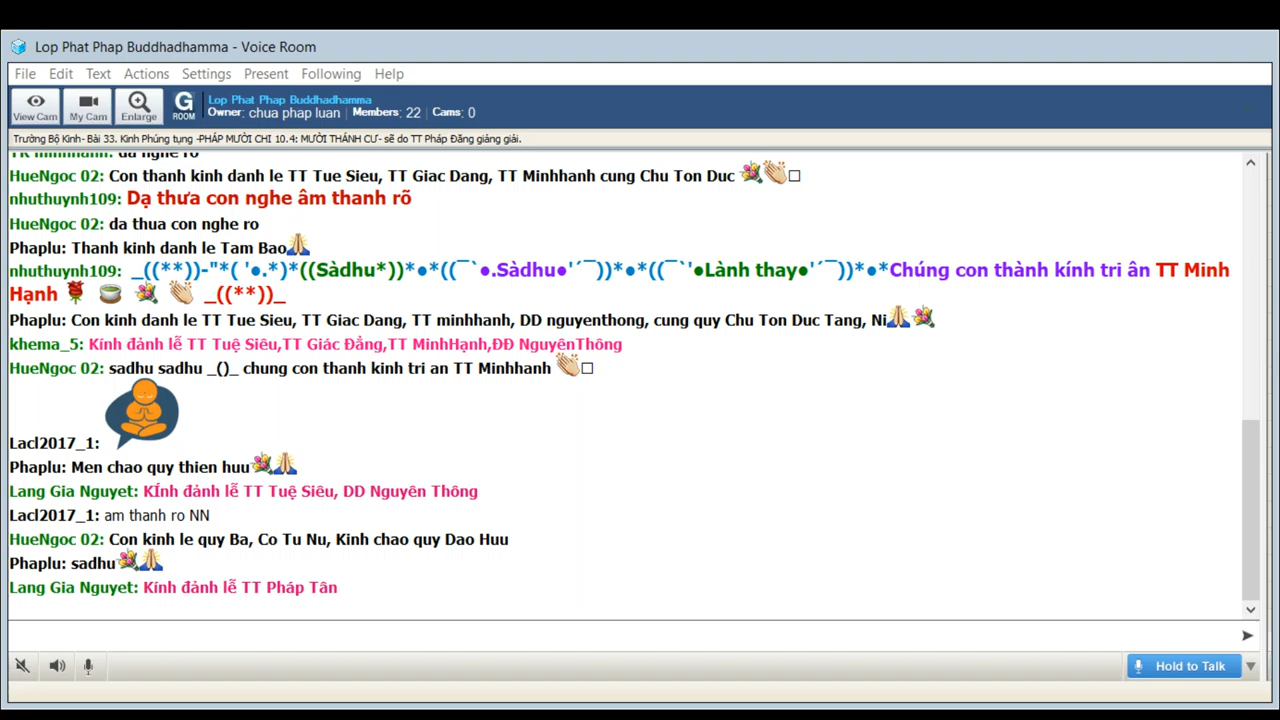 Lop Phat Phap Buddhadhamma - Voice Room
File Edit Text Actions Settings Present Following Help
View Cam My Cam Enlarge G ROOM Lop Phat Phap Buddhadhamma
Owner: chua phap luan | Members: 22 | Cams: 0
Trường Bộ Kinh- Bài 33. Kinh Phúng tụng -PHÁP MƯỜI CHI 10.4: MƯỜI THÁNH CƯ- sẽ do TT Pháp Đăng giảng giải.
TK minhhanh: da nghe ro
HueNgoc 02: Con thanh kinh danh le TT Tue Sieu, TT Giac Dang, TT Minhhanh cung Chu Ton Duc 💐👏□
nhuthuynh109: Dạ thưa con nghe âm thanh rõ
HueNgoc 02: da thua con nghe ro
Phaplu: Thanh kinh danh le Tam Bao🙏
nhuthuynh109: _((**))-"*( '●.*)*((Sàdhu*))*●*((¯`●.Sàdhu●'´¯))*●*((¯`'●Lành thay●'´¯))*●*Chúng con thành kính tri ân TT Minh
Hạnh 🌹 🍵 💐 👏 _((**))_
Phaplu: Con kinh danh le TT Tue Sieu, TT Giac Dang, TT minhhanh, DD nguyenthong, cung quy Chu Ton Duc Tang, Ni🙏💐
khema_5: Kính đảnh lễ TT Tuệ Siêu,TT Giác Đẳng,TT MinhHạnh,ĐĐ NguyênThông
HueNgoc 02: sadhu sadhu _()_ chung con thanh kinh tri an TT Minhhanh 👏□
Lacl2017_1:
Phaplu: Men chao quy thien huu💐🙏
Lang Gia Nguyet: KÍnh đảnh lễ TT Tuệ Siêu, DD Nguyên Thông
Lacl2017_1: am thanh ro NN
HueNgoc 02: Con kinh le quy Ba, Co Tu Nu, Kinh chao quy Dao Huu
Phaplu: sadhu💐🙏
Lang Gia Nguyet: Kính đảnh lễ TT Pháp Tân
Hold to Talk